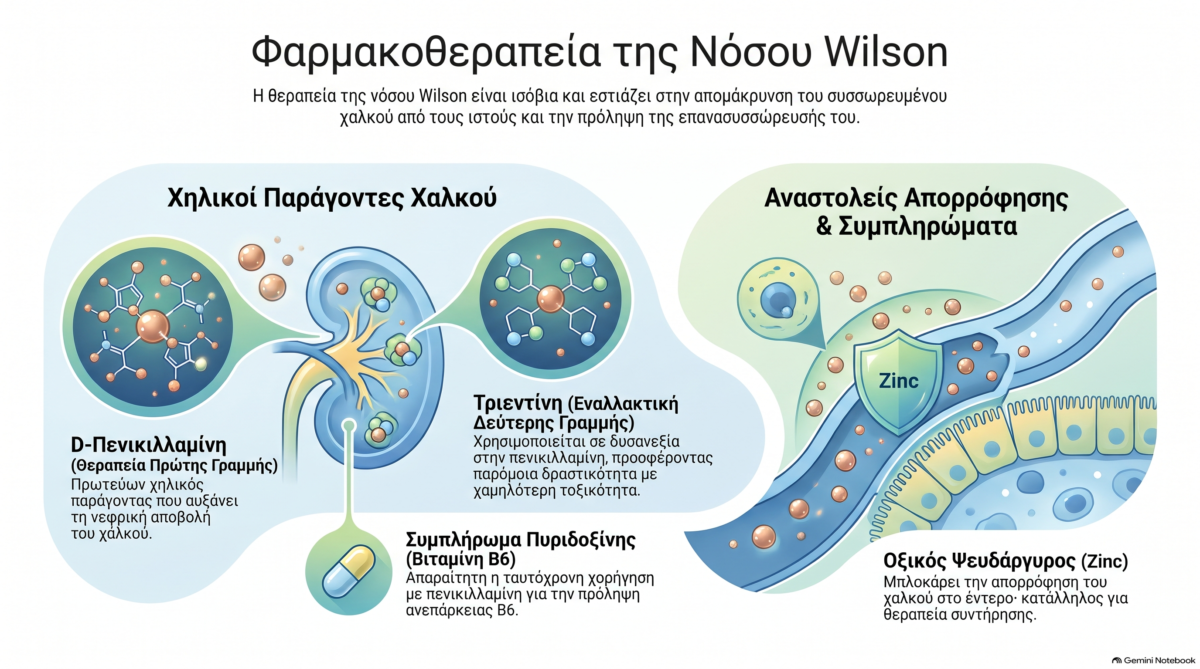 Φαρμακοθεραπεία της Νόσου Wilson
Η θεραπεία της νόσου Wilson είναι ισόβια και εστιάζει στην απομάκρυνση του συσσωρευμένου
χαλκού από τους ιστούς και την πρόληψη της επανασυσσώρευσής του.
Χηλικοί Παράγοντες Χαλκού
D-Πενικιλλαμίνη
(Θεραπεία Πρώτης Γραμμής)
Πρωτεύων χηλικός
παράγοντας που αυξάνει
τη νεφρική αποβολή
του χαλκού.
Τριεντίνη (Εναλλακτική
Δεύτερης Γραμμής)
Χρησιμοποιείται σε δυσανεξία
στην πενικιλλαμίνη, προσφέροντας
παρόμοια δραστικότητα με
χαμηλότερη τοξικότητα.
Συμπλήρωμα Πυριδοξίνης
(Βιταμίνη Β6)
Απαραίτητη η ταυτόχρονη χορήγηση
με πενικιλλαμίνη για την πρόληψη
ανεπάρκειας Β6.
Αναστολείς Απορρόφησης
& Συμπληρώματα
Zinc
Οξικός Ψευδάργυρος (Zinc)
Μπλοκάρει την απορρόφηση του
χαλκού στο έντερο· κατάλληλος για
θεραπεία συντήρησης.
Gemini Notebook